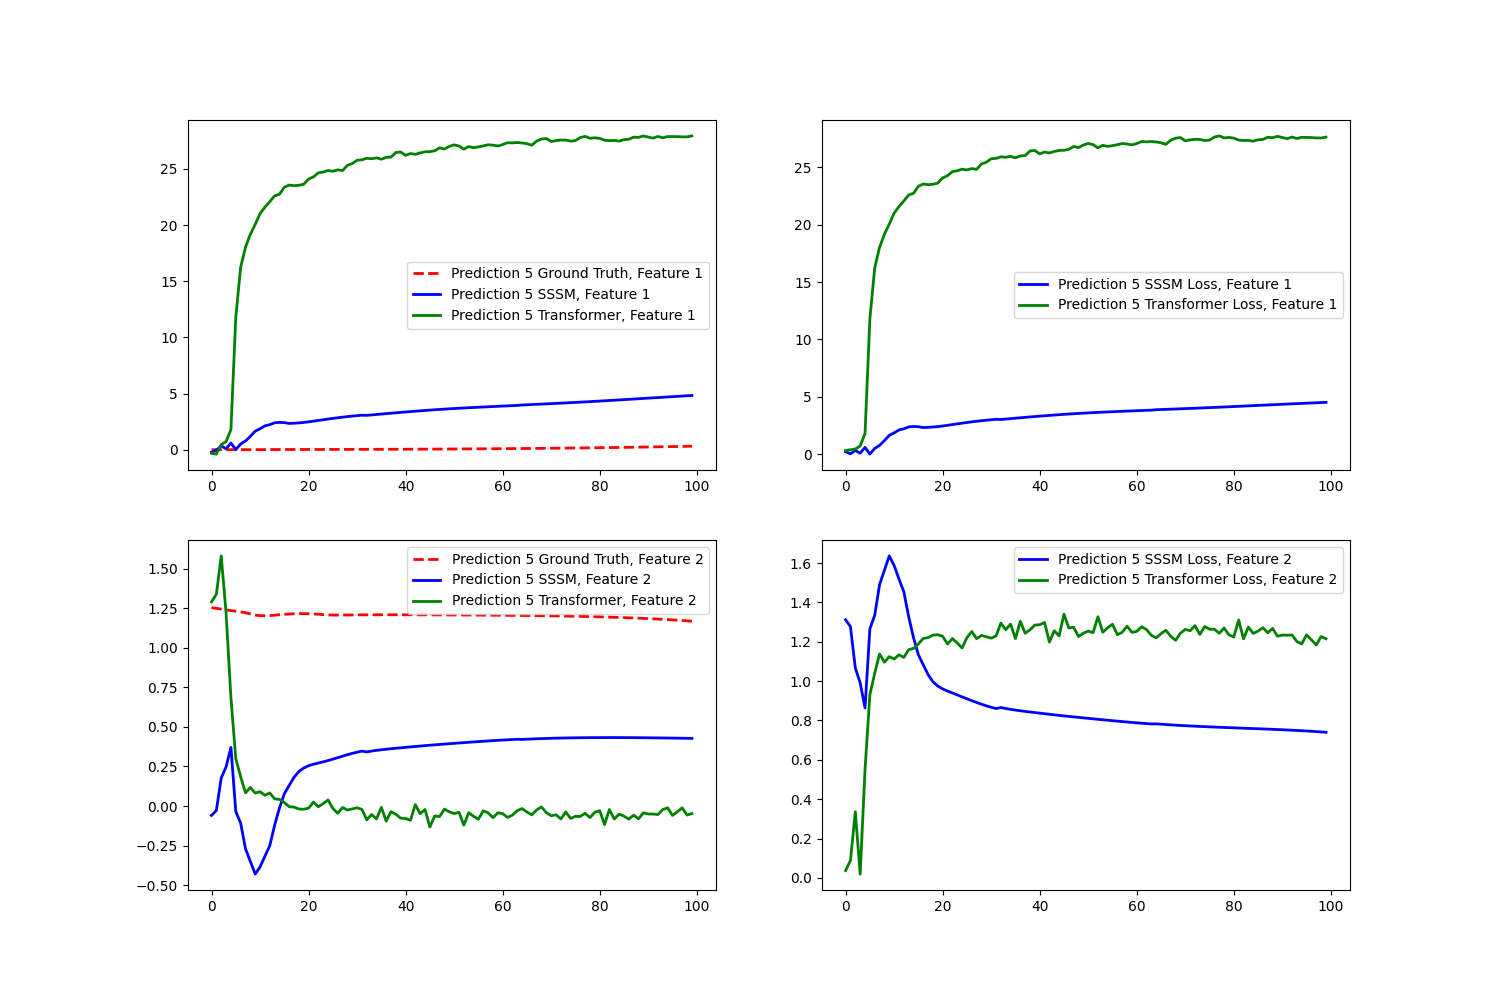 25
20
15
10
5
0
Prediction 5 Ground Truth, Feature 1
Prediction 5 SSSM, Feature 1
Prediction 5 Transformer, Feature 1
0 20 40 60 80 100
25
20
15
10
5
0
Prediction 5 SSSM Loss, Feature 1
Prediction 5 Transformer Loss, Feature 1
0 20 40 60 80 100
1.50
1.25
1.00
0.75
0.50
0.25
0.00
−0.25
−0.50
Prediction 5 Ground Truth, Feature 2
Prediction 5 SSSM, Feature 2
Prediction 5 Transformer, Feature 2
0 20 40 60 80 100
1.6
1.4
1.2
1.0
0.8
0.6
0.4
0.2
0.0
Prediction 5 SSSM Loss, Feature 2
Prediction 5 Transformer Loss, Feature 2
0 20 40 60 80 100